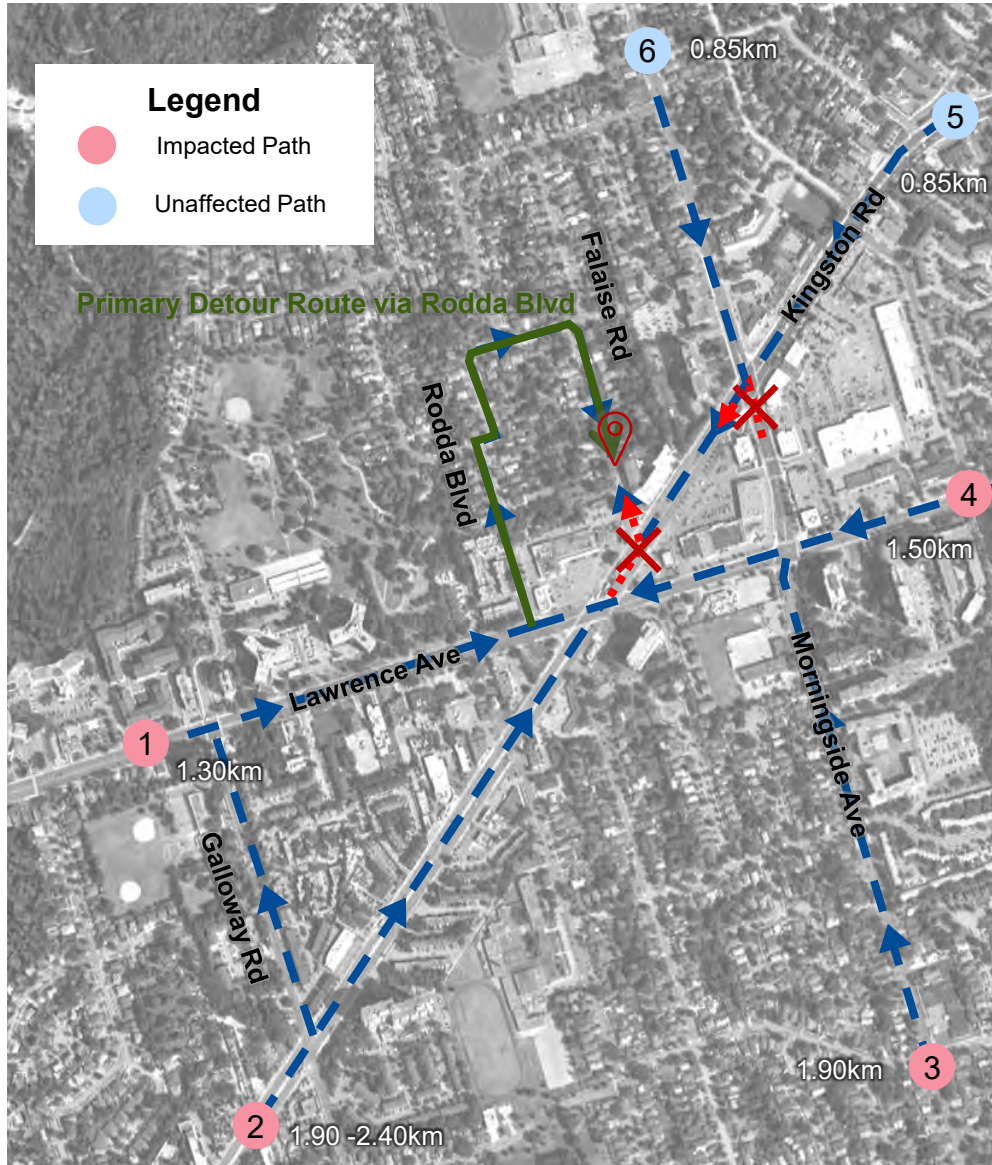 6
0.85km
Legend
Impacted Path
Unaffected Path
5
0.85km
Kingston Rd
Falaise Rd
Primary Detour Route via Rodda Blvd
Rodda Blvd
4
1.50km
Lawrence Ave
Morningside Ave
1
1.30km
Galloway Rd
3
1.90km
2
1.90 -2.40km